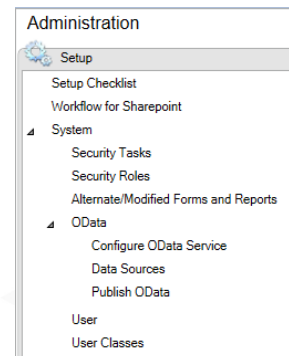 Administration
Setup
Setup Checklist
Workflow for Sharepoint
System
Security Tasks
Security Roles
Alternate/Modified Forms and Reports
OData
Configure OData Service
Data Sources
Publish OData
User
User Classes